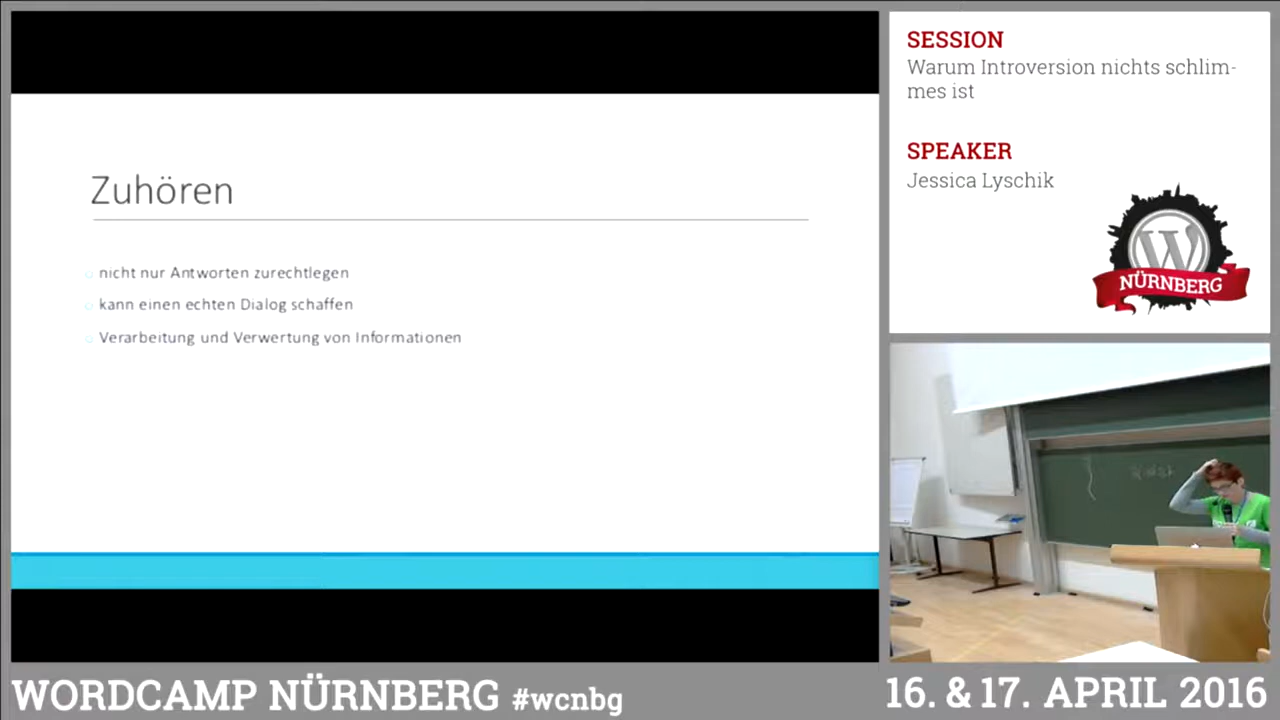 Zuhören
nicht nur Antworten zurechtlegen
kann einen echten Dialog schaffen
Verarbeitung und Verwertung von Informationen
SESSION
Warum Introversion nichts schlim-
mes ist
SPEAKER
Jessica Lyschik
W
NÜRNBERG
WORDCAMP NÜRNBERG #wcnbg
16. & 17. APRIL 2016